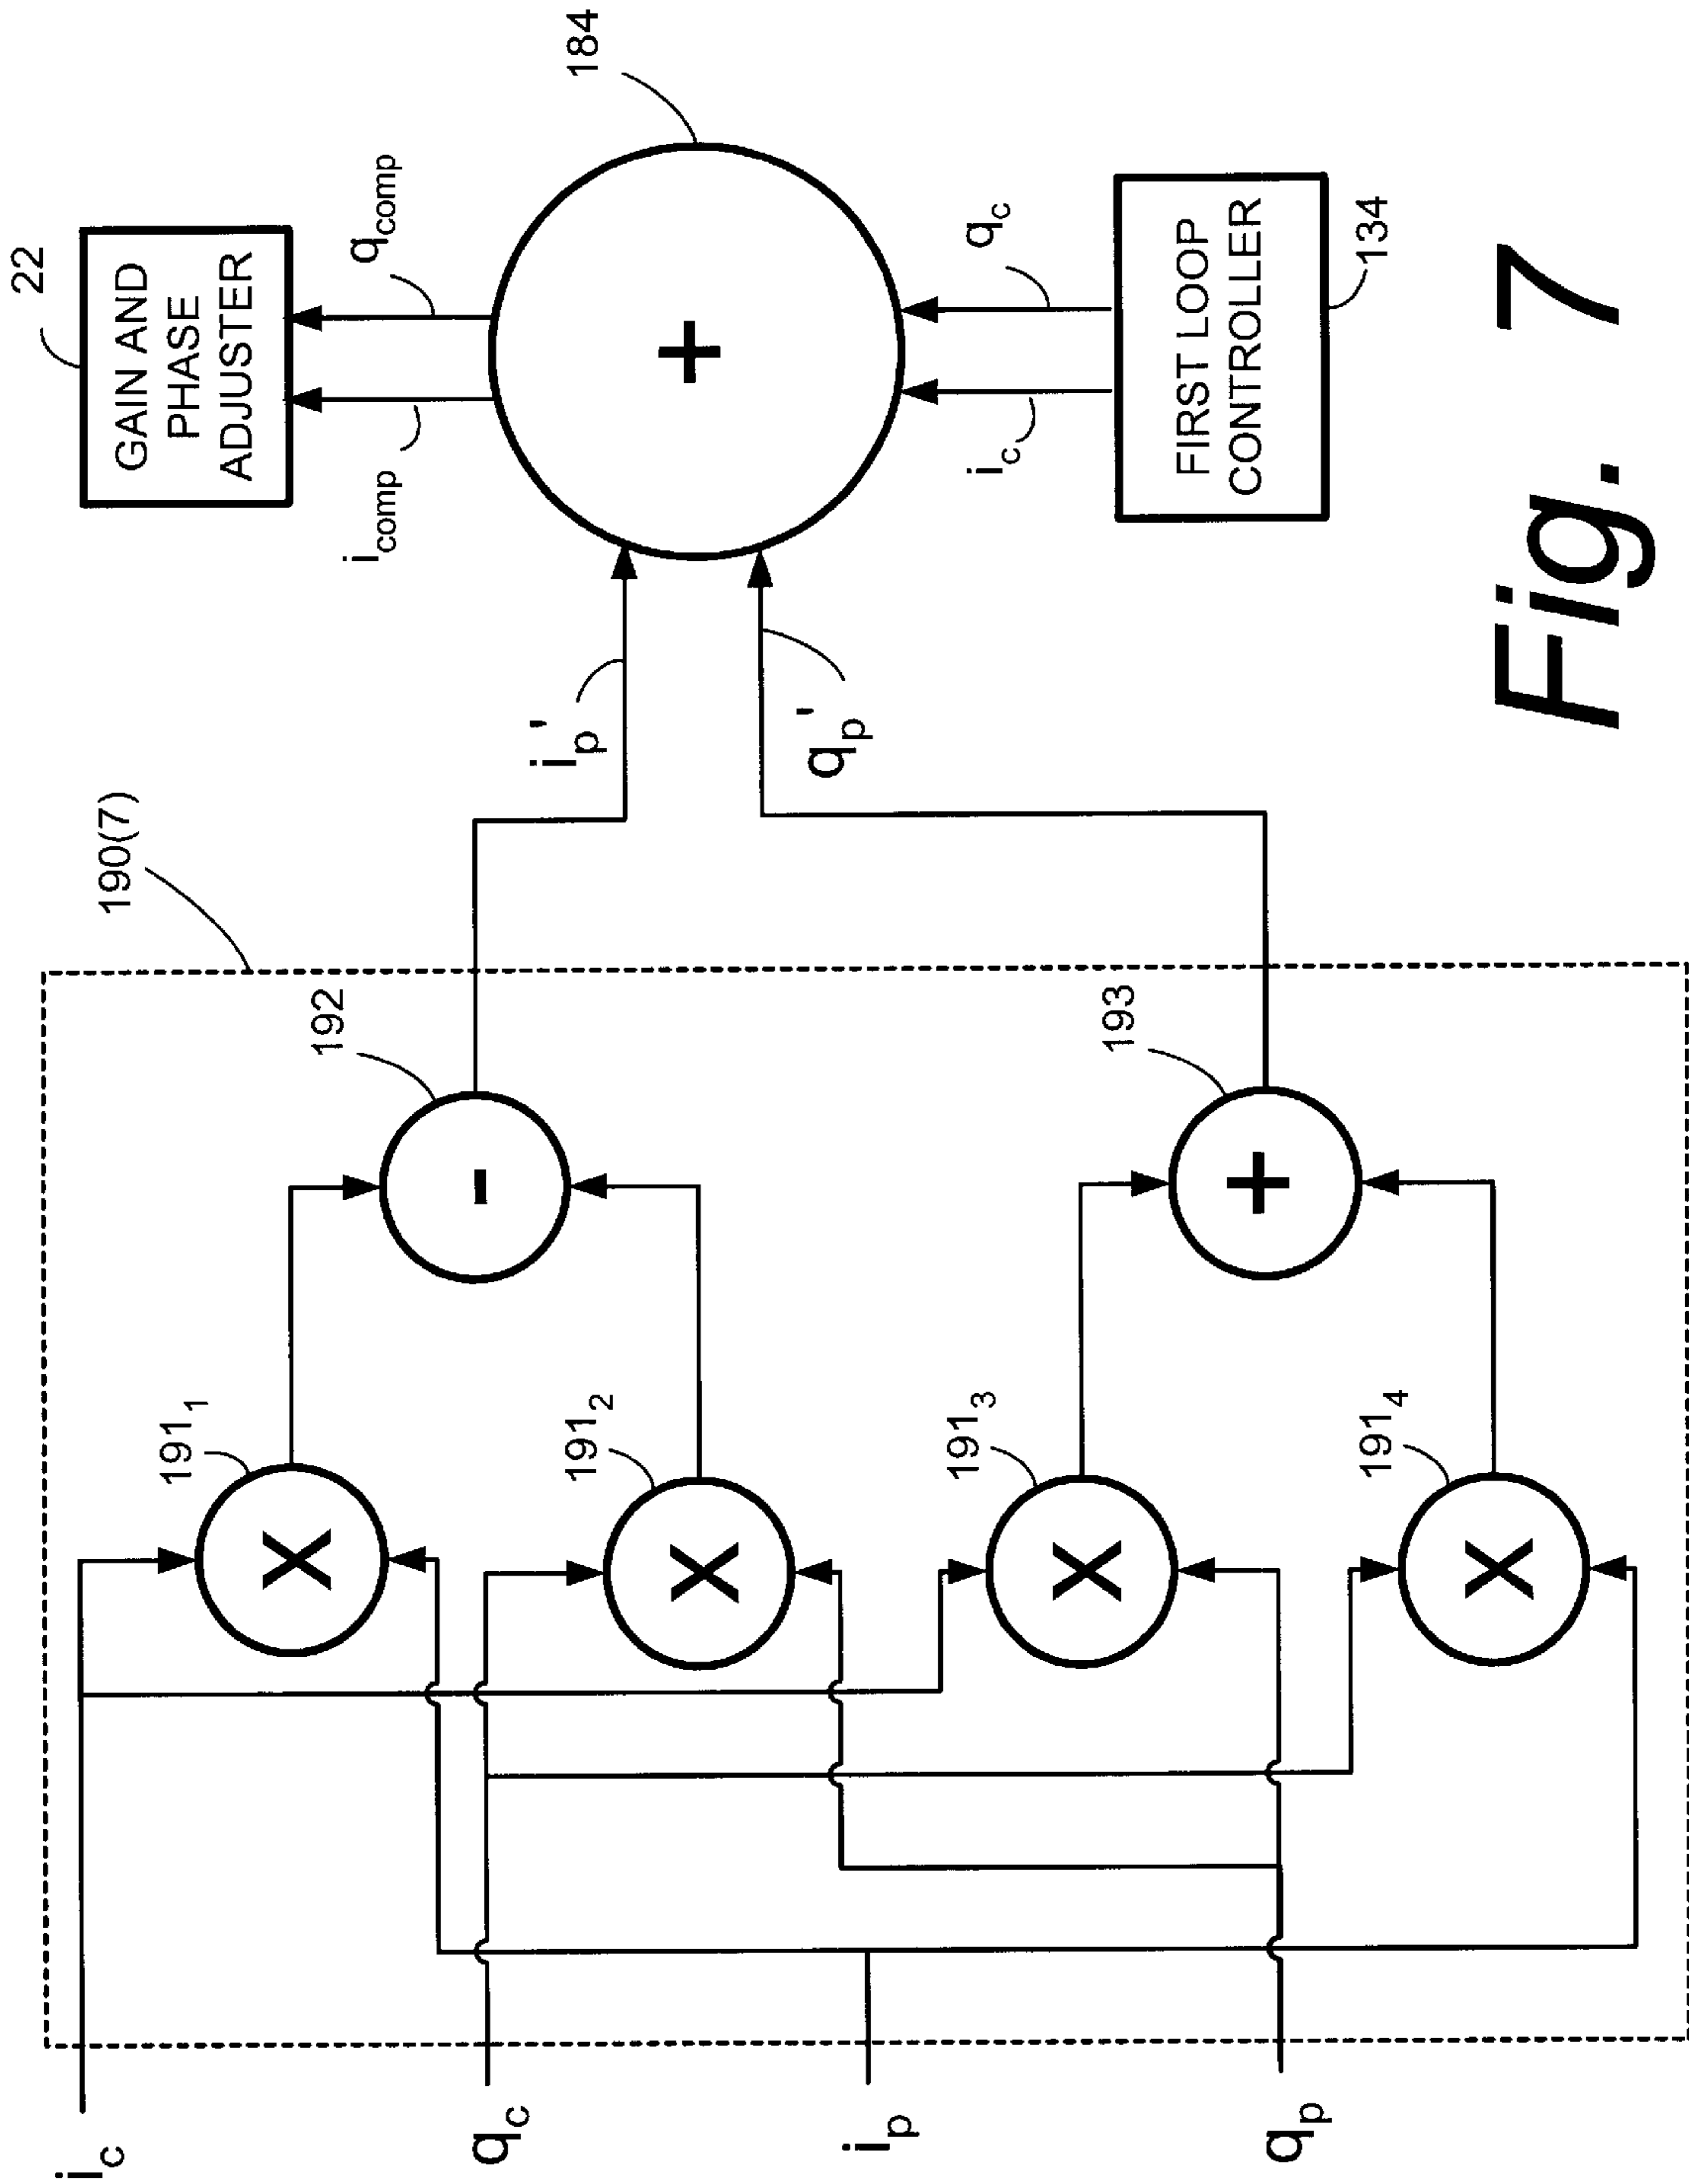 22
GAIN AND
PHASE
ADJUSTER
i_comp
q_comp
184
+
i_p'
q_p'
i_c
q_c
FIRST LOOP
CONTROLLER
134
190(7)
192
-
193
+
191_1
X
191_2
X
191_3
X
191_4
X
i_c
q_c
i_p
q_p
Fig. 7